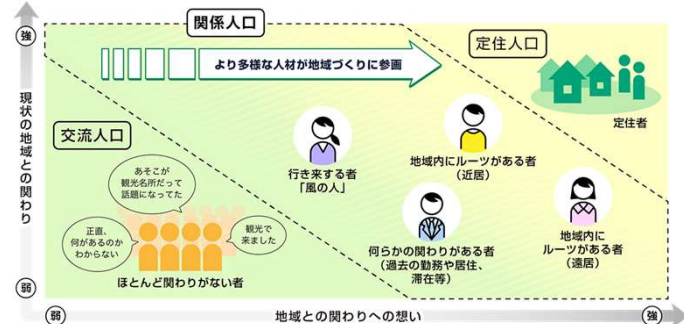 関係人口
定住人口
強
より多様な人材が地域づくりに参画
現状の地域との関わり
交流人口
定住者
あそこが
観光名所だって
話題になってた
行き来する者
「風の人」
地域内にルーツがある者
（近居）
正直、
何があるのか
わからない
観光で
来ました
ほとんど関わりがない者
何らかの関わりがある者
（過去の勤務や居住、
滞在等）
地域内に
ルーツがある者
（遠居）
弱
弱
地域との関わりへの想い
強